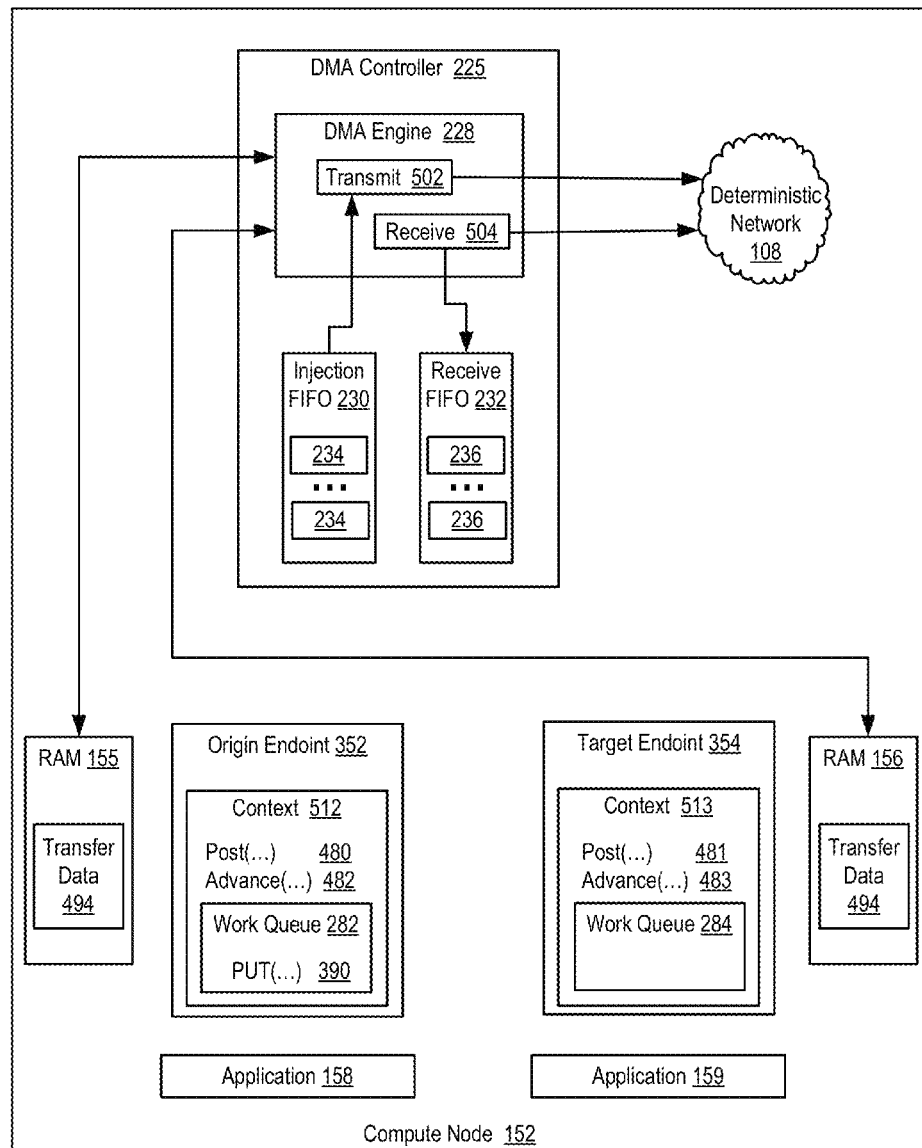 DMA Controller 225
DMA Engine 228
Transmit 502
Receive 504
Deterministic
Network
108
Injection
FIFO 230
234
▪ ▪ ▪
234
Receive
FIFO 232
236
▪ ▪ ▪
236
RAM 155
Transfer
Data
494
Origin Endoint 352
Context 512
Post(...) 480
Advance(...) 482
Work Queue 282
PUT(...) 390
Target Endoint 354
Context 513
Post(...) 481
Advance(...) 483
Work Queue 284
RAM 156
Transfer
Data
494
Application 158
Application 159
Compute Node 152